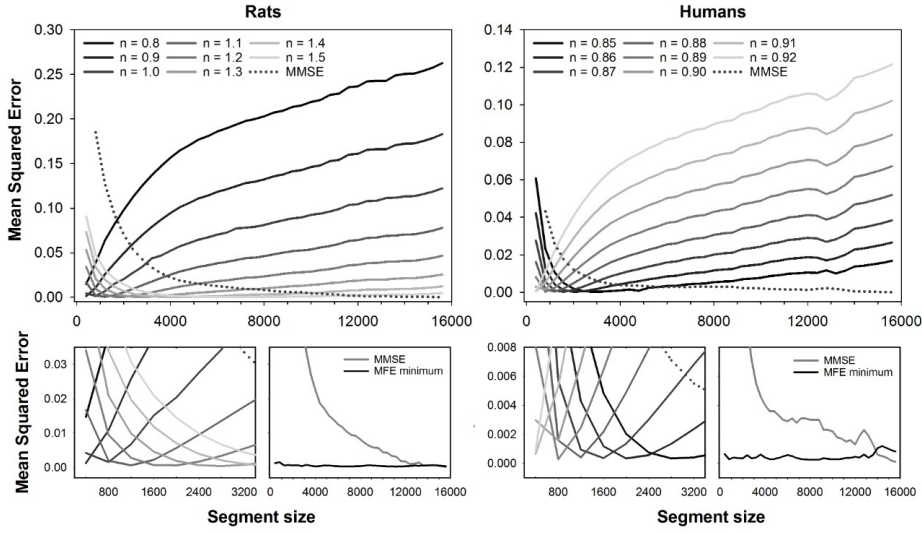 Rats
Humans
0.30
0.25
0.20
0.15
0.10
0.05
0.00
Mean Squared Error
n = 0.8
n = 0.9
n = 1.0
n = 1.1
n = 1.2
n = 1.3
n = 1.4
n = 1.5
MMSE
0
4000
8000
12000
16000
0.14
0.12
0.10
0.08
0.06
0.04
0.02
0.00
n = 0.85
n = 0.86
n = 0.87
n = 0.88
n = 0.89
n = 0.90
n = 0.91
n = 0.92
MMSE
0
4000
8000
12000
16000
Mean Squared Error
0.03
0.02
0.01
0.00
800
1600
2400
3200
MMSE
MFE minimum
0
4000
8000
12000
16000
0.008
0.006
0.004
0.002
0.000
800
1600
2400
3200
MMSE
MFE minimum
0
4000
8000
12000
16000
Segment size
Segment size